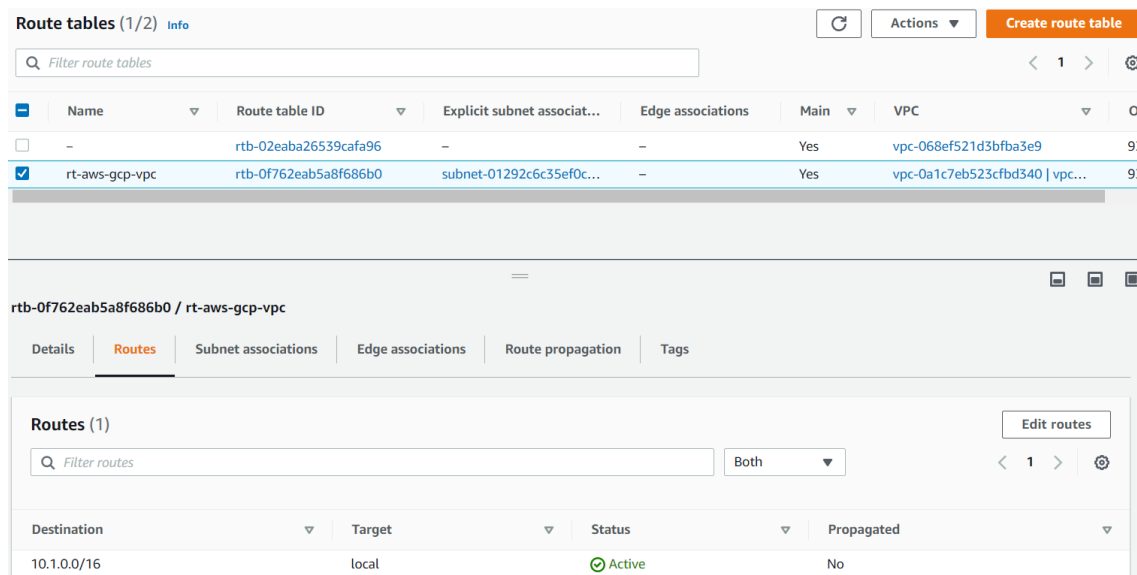 Route tables (1/2) Info Actions Create route table
Filter route tables 1
Name Route table ID Explicit subnet associat... Edge associations Main VPC O
– rtb-02eaba26539cafa96 – – Yes vpc-068ef521d3bfba3e9 93
rt-aws-gcp-vpc rtb-0f762eab5a8f686b0 subnet-01292c6c35ef0c... – Yes vpc-0a1c7eb523cfbd340 | vpc... 93
rtb-0f762eab5a8f686b0 / rt-aws-gcp-vpc
Details Routes Subnet associations Edge associations Route propagation Tags
Routes (1) Edit routes
Filter routes Both 1
Destination Target Status Propagated
10.1.0.0/16 local Active No